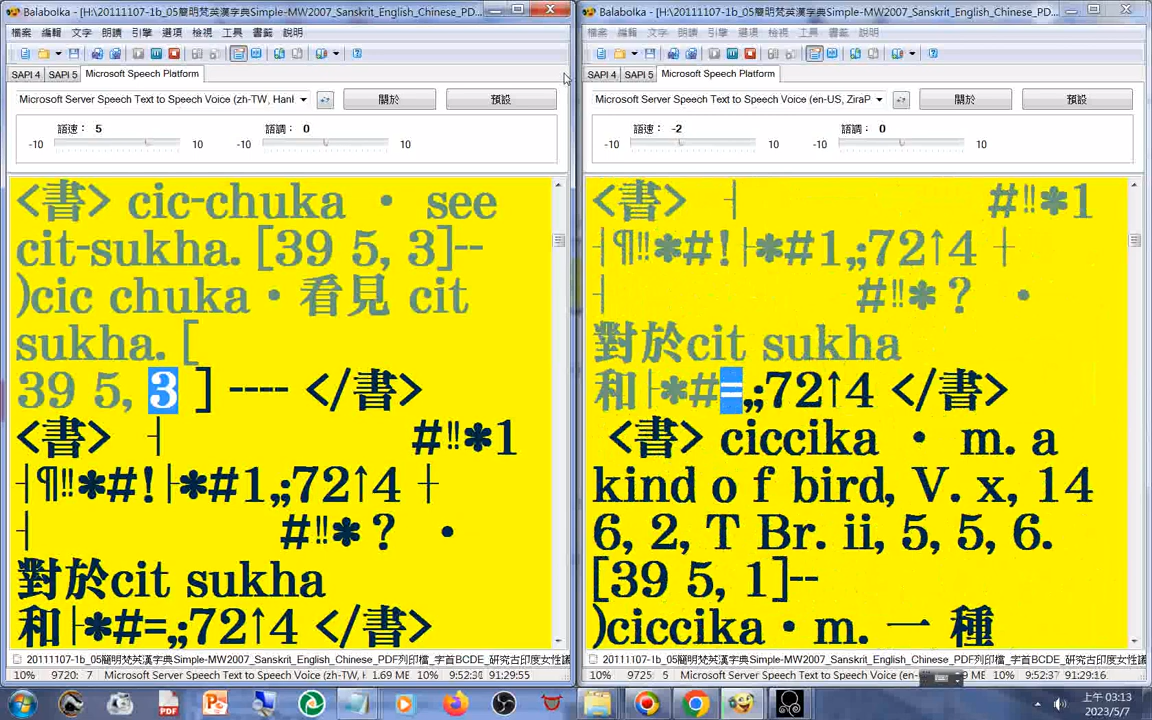 Balabolka - [H:\20111107-1b_05簡明梵英漢字典Simple-MW2007_Sanskrit_English_Chinese_PD...
檔案 編輯 文字 朗讀 引擎 選項 檢視 工具 書籤 說明
SAPI 4 SAPI 5 Microsoft Speech Platform
Microsoft Server Speech Text to Speech Voice (zh-TW, HanI
關於 預設
語速： 5 語調： 0
-10 10 -10 10
<書> cic-chuka • see
cit-sukha. [39 5, 3]--
)cic chuka • 看見 cit
sukha. [
39 5, 3 ] ---- </書>
<書> ┤ #‼✽1
┤¶‼✽#!├✽#1,;72↑4 ┼
┤ #‼✽？ •
對於cit sukha
和├✽#=,;72↑4 </書>
20111107-1b_05簡明梵英漢字典Simple-MW2007_Sanskrit_English_Chinese_PDF列印檔_字首BCDE_研究古印度女性議
10% 9720: 7 Microsoft Server Speech Text to Speech Voice (zh-TW, H 1.69 ME 10% 9:52:30 91:29:55
Balabolka - [H:\20111107-1b_05簡明梵英漢字典Simple-MW2007_Sanskrit_English_Chinese_PD...
檔案 編輯 文字 朗讀 引擎 選項 檢視 工具 書籤 說明
SAPI 4 SAPI 5 Microsoft Speech Platform
Microsoft Server Speech Text to Speech Voice (en-US, ZiraP
關於 預設
語速： -2 語調： 0
-10 10 -10 10
<書> ┤ #‼✽1
┤¶‼✽#!├✽#1,;72↑4 ┼
┤ #‼✽？ •
對於cit sukha
和├✽#=,;72↑4 </書>
<書> ciccika • m. a
kind o f bird, V. x, 14
6, 2, T Br. ii, 5, 5, 6.
[39 5, 1]--
)ciccika • m. 一 種
20111107-1b_05簡明梵英漢字典Simple-MW2007_Sanskrit_English_Chinese_PDF列印檔_字首BCDE_研究古印度女性議
10% 9725 5 Microsoft Server Speech Text to Speech Voice (en-US 10% 9:52:37 91:29:16
上午 03:13
2023/5/7